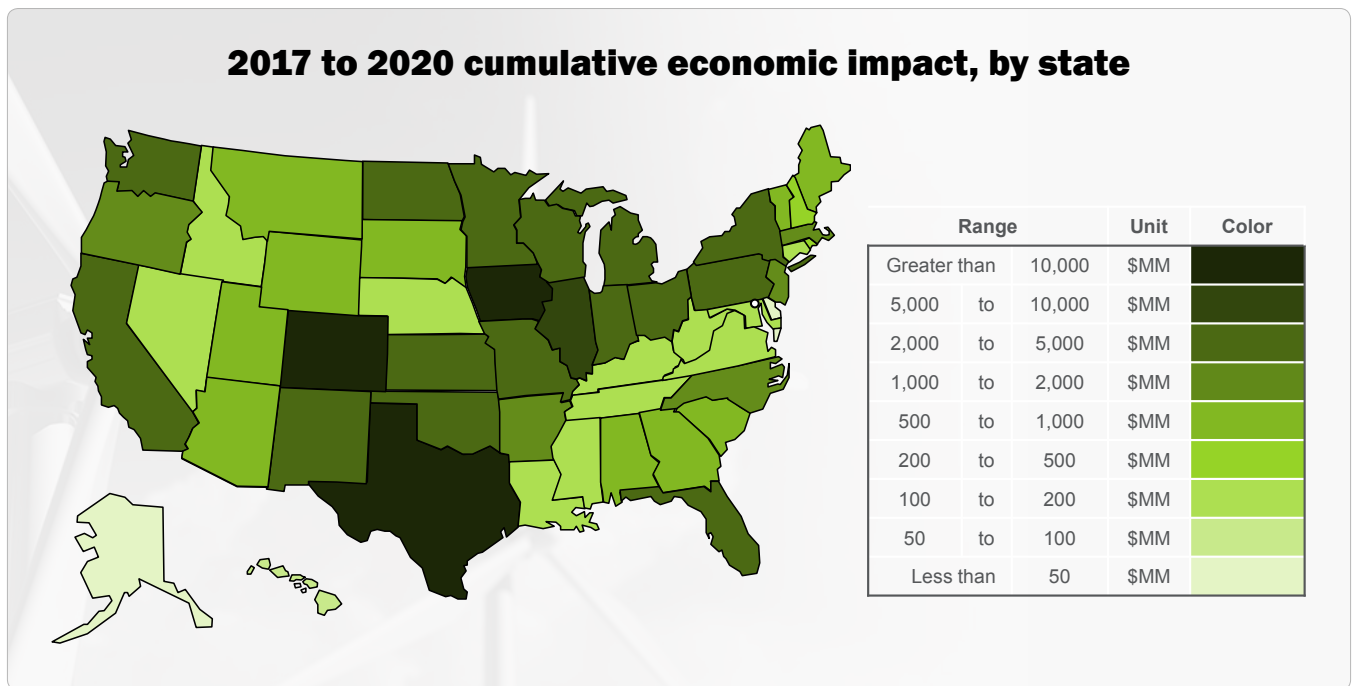 2017 to 2020 cumulative economic impact, by state
Range Unit Color
Greater than 10,000 $MM
5,000 to 10,000 $MM
2,000 to 5,000 $MM
1,000 to 2,000 $MM
500 to 1,000 $MM
200 to 500 $MM
100 to 200 $MM
50 to 100 $MM
Less than 50 $MM